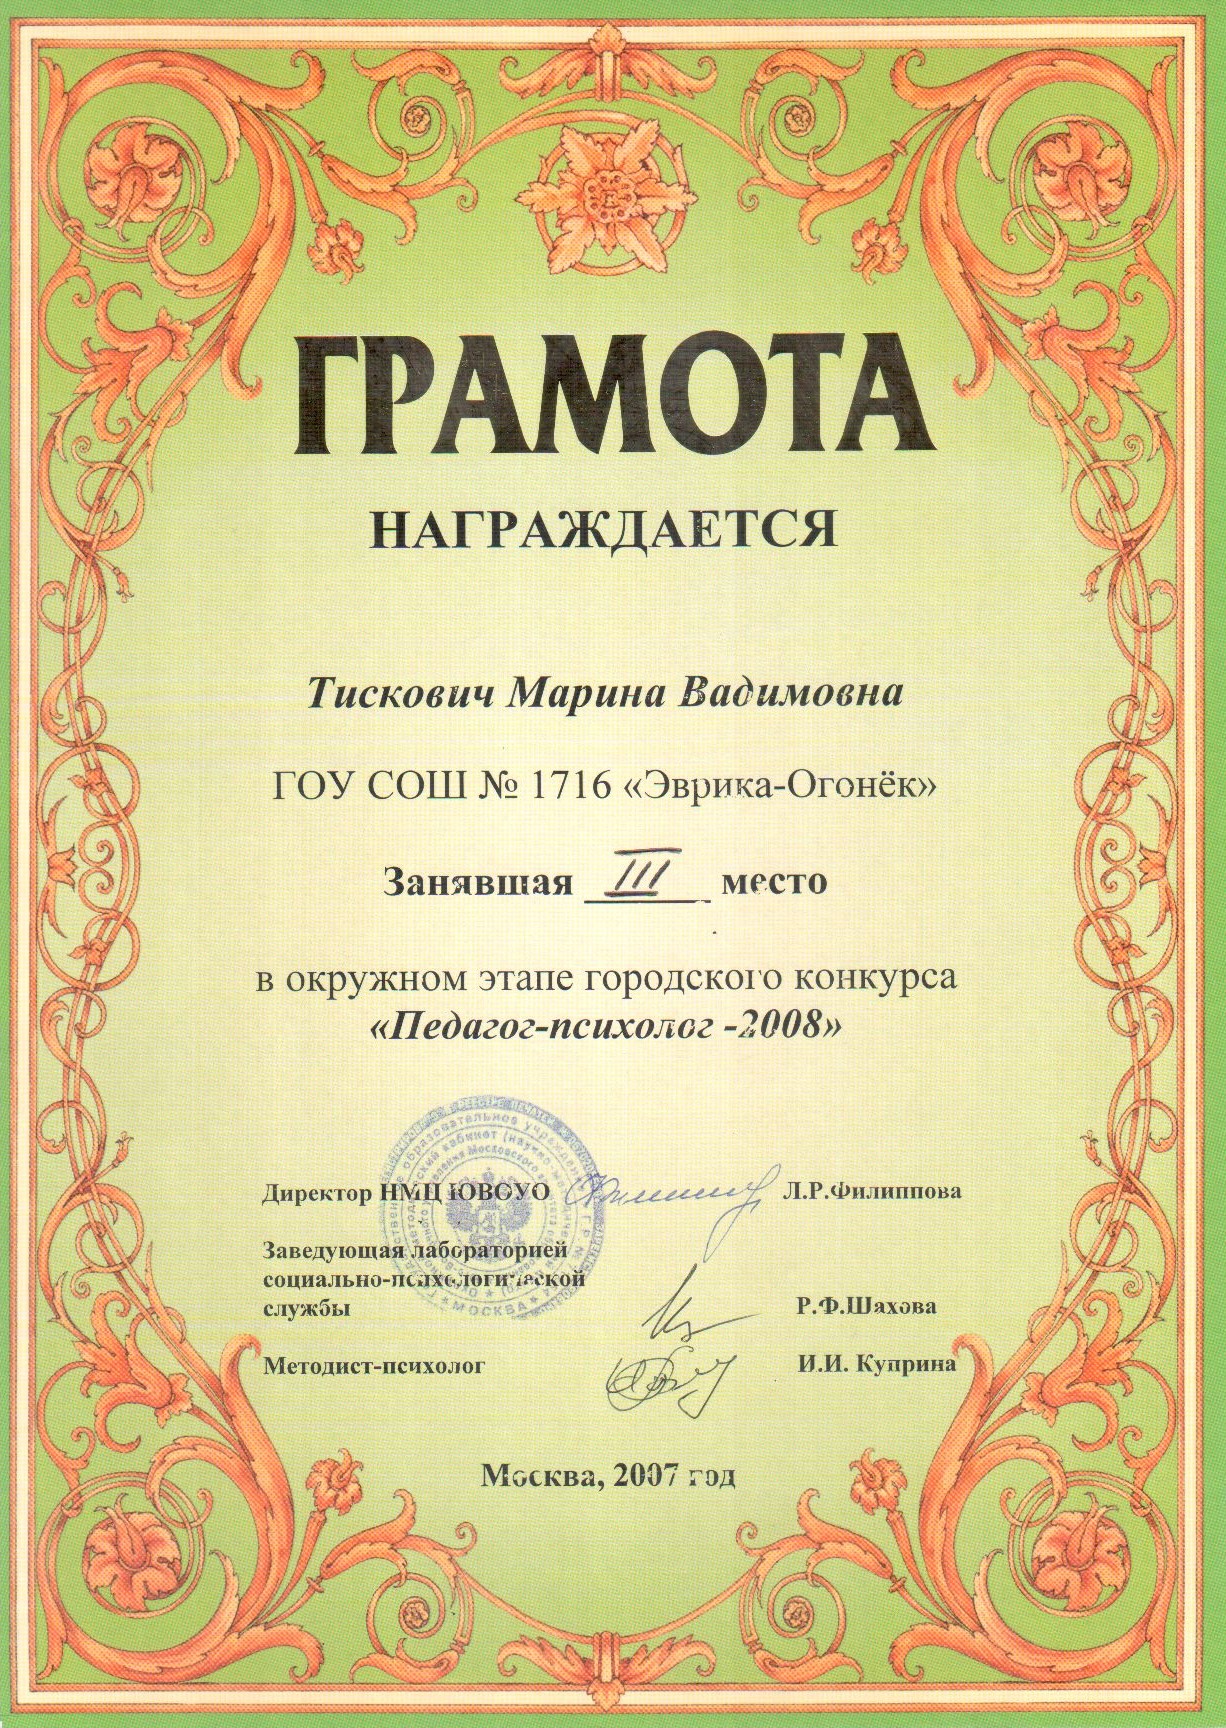 ГРАМОТА
НАГРАЖДАЕТСЯ
Тискович Марина Вадимовна
ГОУ СОШ № 1716 «Эврика-Огонёк»
Занявшая III место
в окружном этапе городского конкурса
«Педагог-психолог -2008»
Директор НМЦ ЮВОУО Л.Р.Филиппова
Заведующая лабораторией
социально-психологической
службы Р.Ф.Шахова
Методист-психолог И.И. Куприна
МОСКВА
Москва, 2007 год